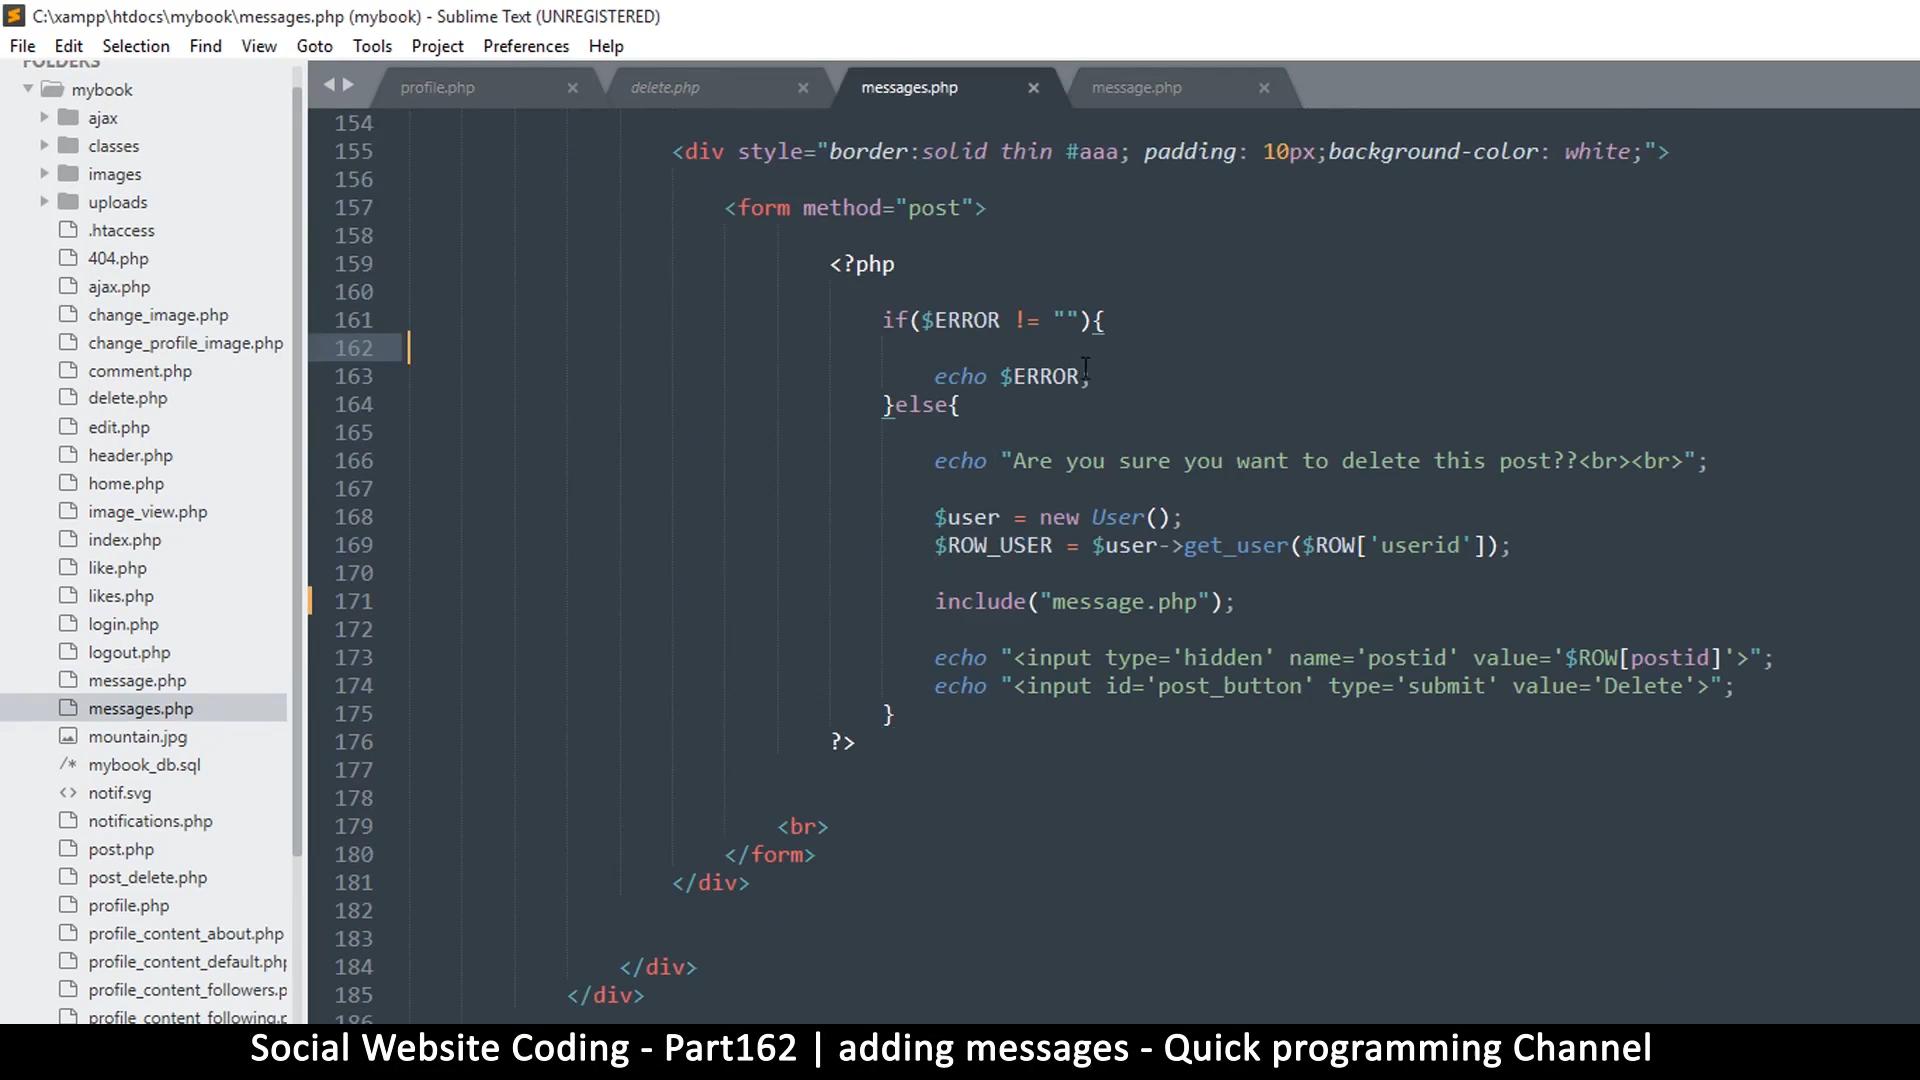 C:\xampp\htdocs\mybook\messages.php (mybook) - Sublime Text (UNREGISTERED)
File Edit Selection Find View Goto Tools Project Preferences Help
FOLDERS
mybook
ajax
classes
images
uploads
.htaccess
404.php
ajax.php
change_image.php
change_profile_image.php
comment.php
delete.php
edit.php
header.php
home.php
image_view.php
index.php
like.php
likes.php
login.php
logout.php
message.php
messages.php
mountain.jpg
/* mybook_db.sql
<> notif.svg
notifications.php
post.php
post_delete.php
profile.php
profile_content_about.php
profile_content_default.php
profile_content_followers.p
profile_content_following.p
profile.php × delete.php × messages.php × message.php ×
154
155 <div style="border:solid thin #aaa; padding: 10px;background-color: white;">
156
157 <form method="post">
158
159 <?php
160
161 if($ERROR != ""){
162
163 echo $ERROR;
164 }else{
165
166 echo "Are you sure you want to delete this post??<br><br>";
167
168 $user = new User();
169 $ROW_USER = $user->get_user($ROW['userid']);
170
171 include("message.php");
172
173 echo "<input type='hidden' name='postid' value='$ROW[postid]'>";
174 echo "<input id='post_button' type='submit' value='Delete'>";
175 }
176 ?>
177
178
179 <br>
180 </form>
181 </div>
182
183
184 </div>
185 </div>
186
Social Website Coding - Part162 | adding messages - Quick programming Channel